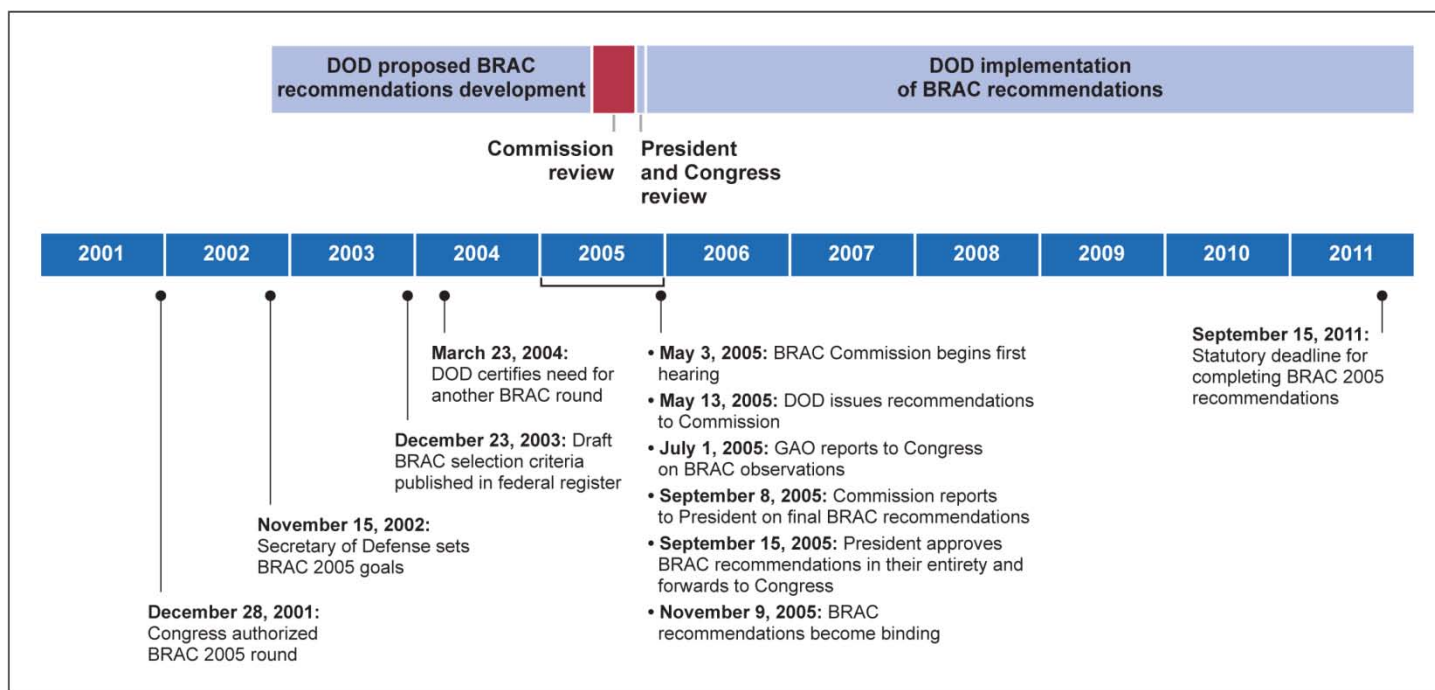 DOD proposed BRAC
recommendations development
DOD implementation
of BRAC recommendations
Commission
review
President
and Congress
review
2001
2002
2003
2004
2005
2006
2007
2008
2009
2010
2011
March 23, 2004:
DOD certifies need for
another BRAC round
December 23, 2003: Draft
BRAC selection criteria
published in federal register
November 15, 2002:
Secretary of Defense sets
BRAC 2005 goals
December 28, 2001:
Congress authorized
BRAC 2005 round
• May 3, 2005: BRAC Commission begins first
hearing
• May 13, 2005: DOD issues recommendations
to Commission
• July 1, 2005: GAO reports to Congress
on BRAC observations
• September 8, 2005: Commission reports
to President on final BRAC recommendations
• September 15, 2005: President approves
BRAC recommendations in their entirety and
forwards to Congress
• November 9, 2005: BRAC
recommendations become binding
September 15, 2011:
Statutory deadline for
completing BRAC 2005
recommendations